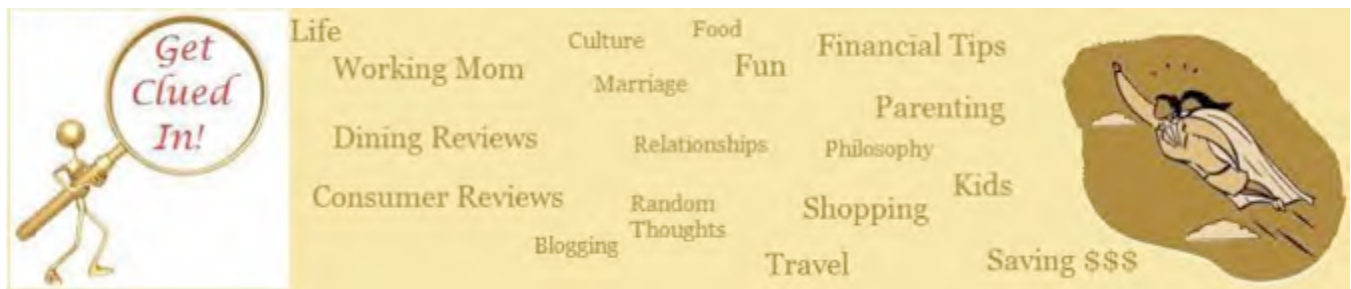 Get
Clued
In!
Life
Culture
Food
Financial Tips
Working Mom
Fun
Marriage
Parenting
Dining Reviews
Relationships
Philosophy
Kids
Consumer Reviews
Random
Thoughts
Shopping
Blogging
Travel
Saving $$$